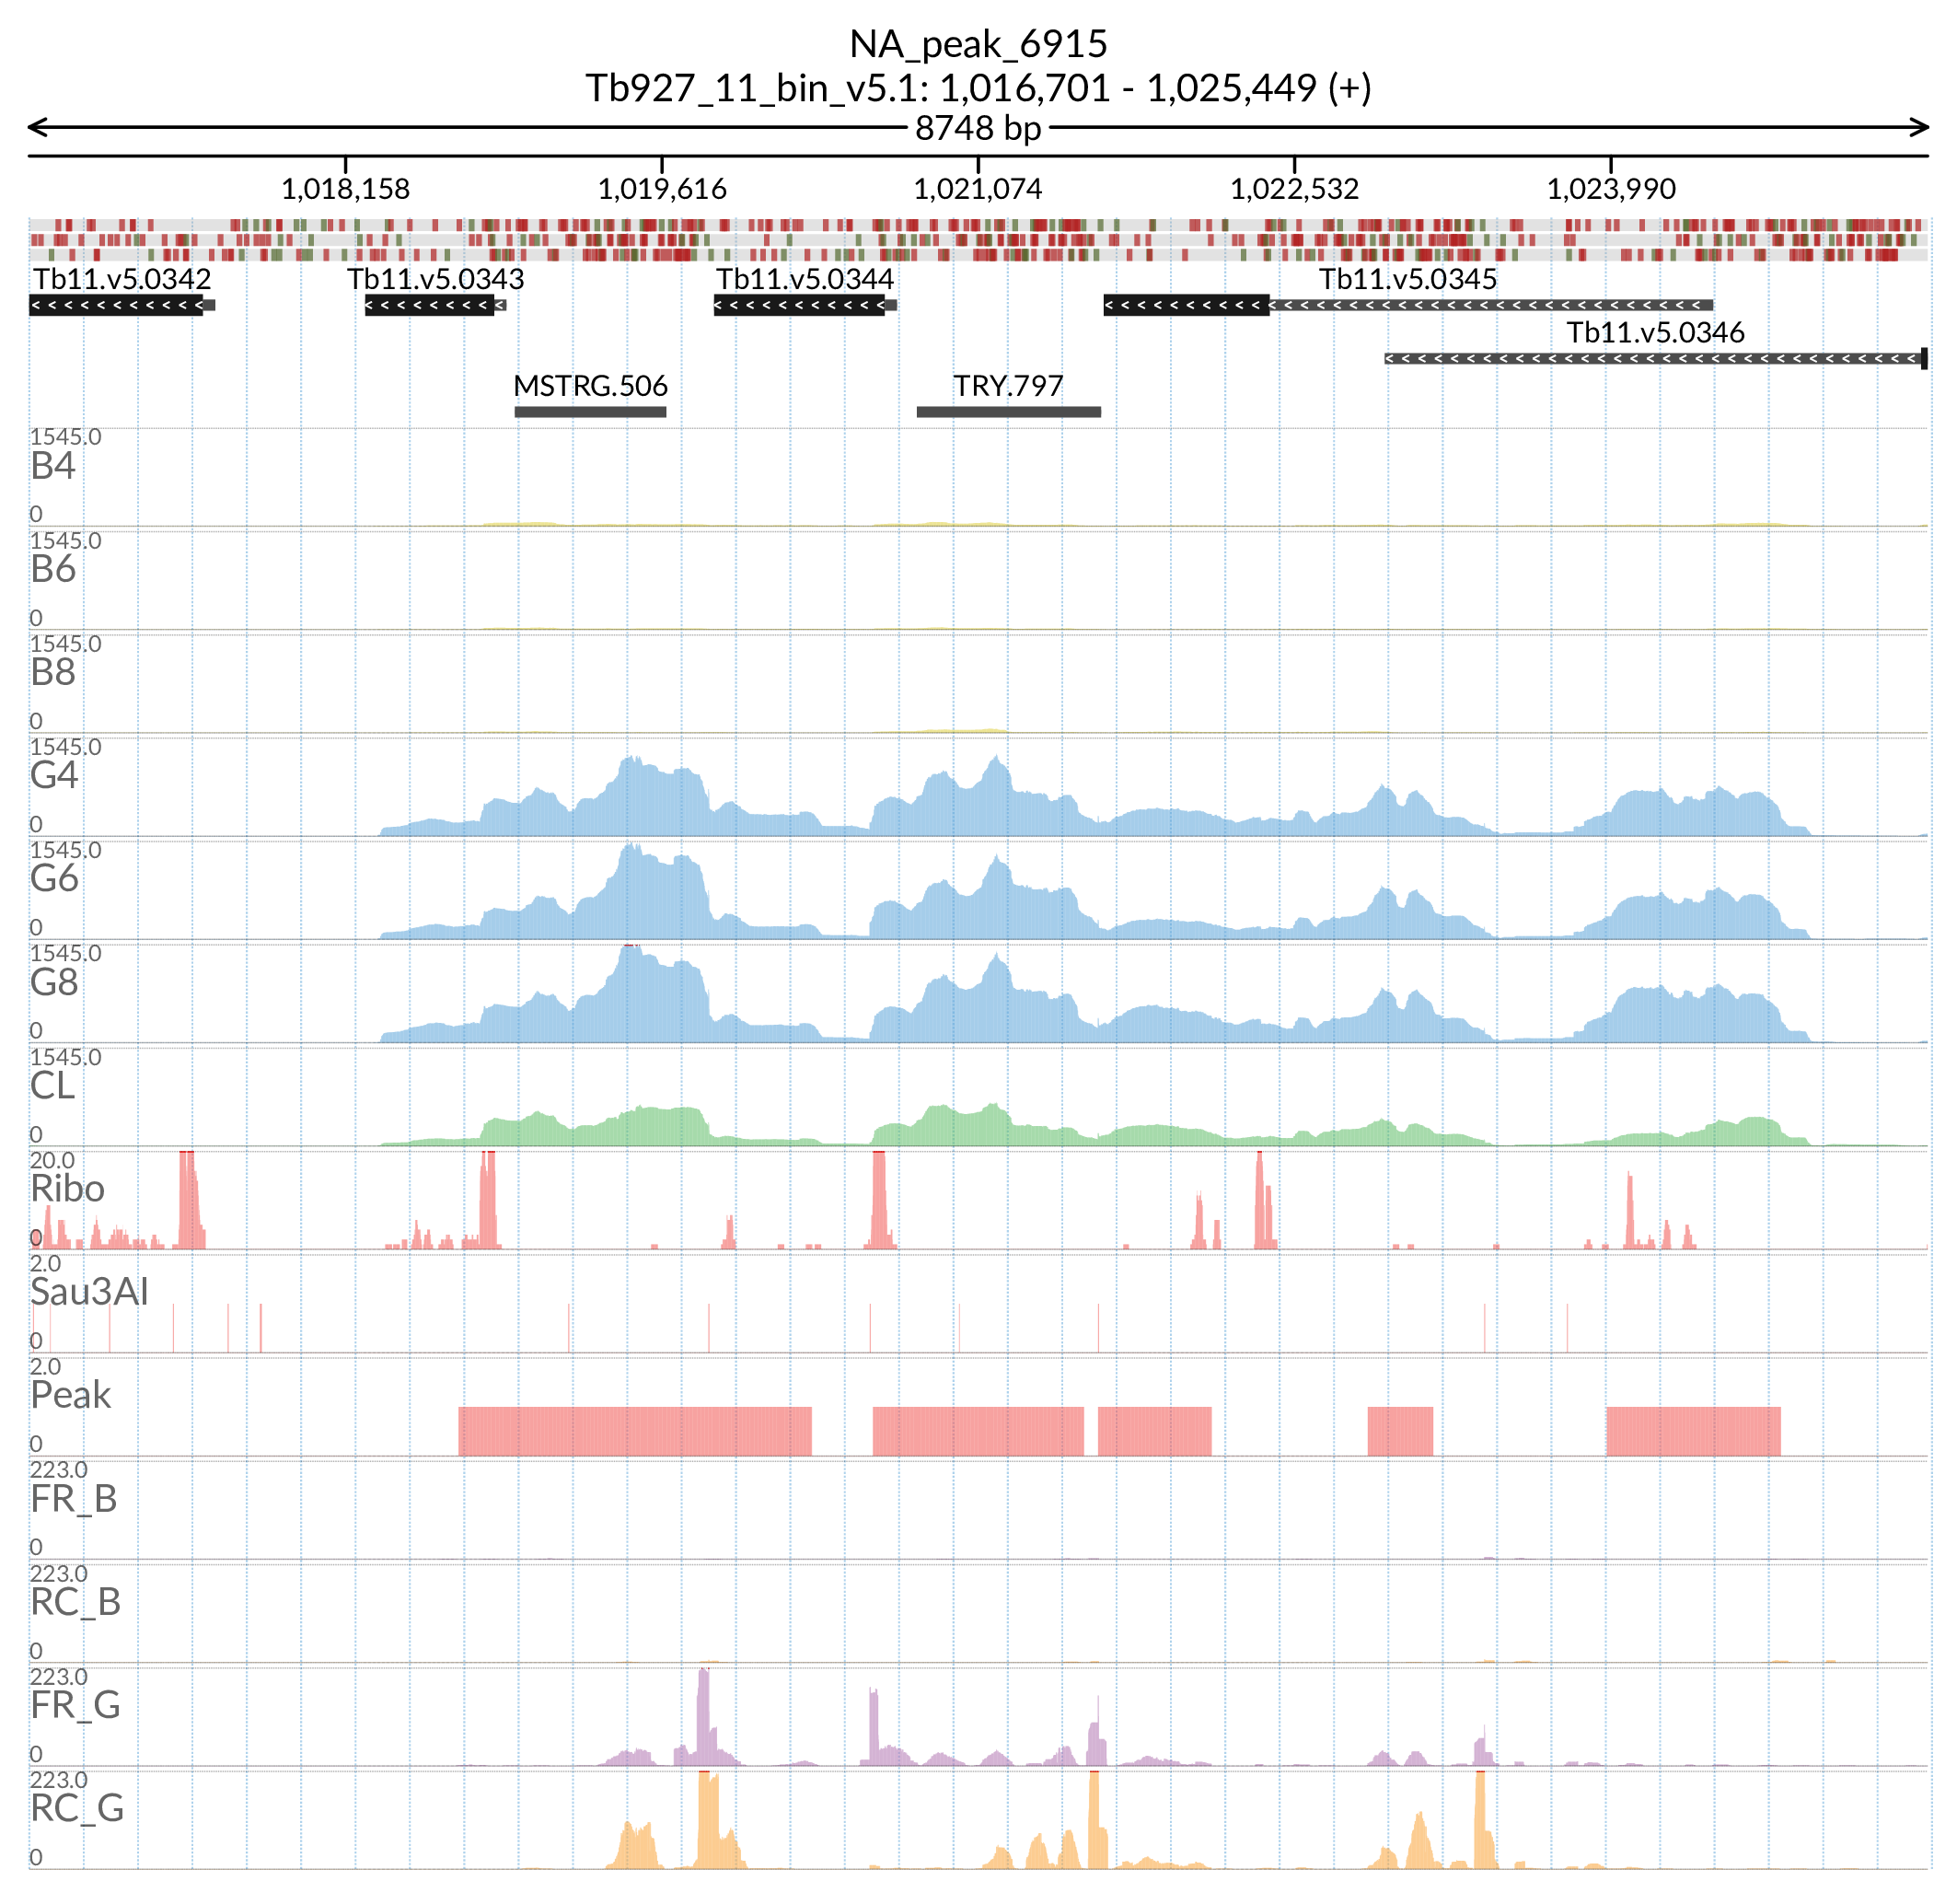 NA_peak_6915
Tb927_11_bin_v5.1: 1,016,701 - 1,025,449 (+)
8748 bp
1,018,158 1,019,616 1,021,074 1,022,532 1,023,990
Tb11.v5.0342 Tb11.v5.0343 Tb11.v5.0344 Tb11.v5.0345
Tb11.v5.0346
MSTRG.506 TRY.797
1545.0
B4
0
1545.0
B6
0
1545.0
B8
0
1545.0
G4
0
1545.0
G6
0
1545.0
G8
0
1545.0
CL
0
20.0
Ribo
0
2.0
Sau3AI
0
2.0
Peak
0
223.0
FR_B
0
223.0
RC_B
0
223.0
FR_G
0
223.0
RC_G
0